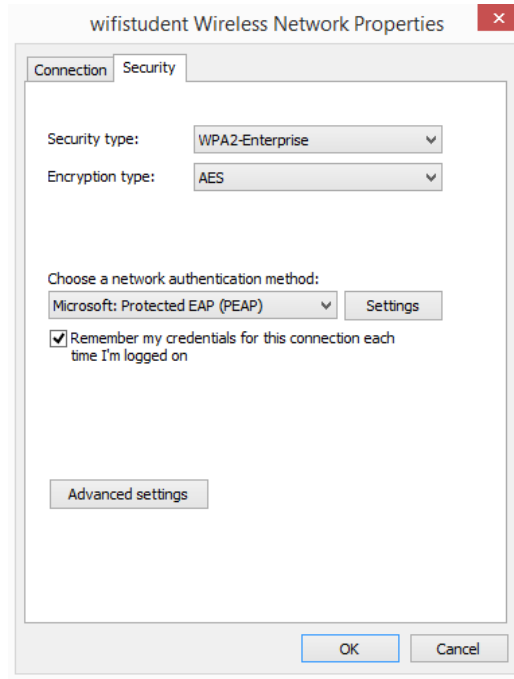 wifistudent Wireless Network Properties
Connection
Security
Security type:
WPA2-Enterprise
Encryption type:
AES
Choose a network authentication method:
Microsoft: Protected EAP (PEAP)
Settings
Remember my credentials for this connection each
time I'm logged on
Advanced settings
OK
Cancel